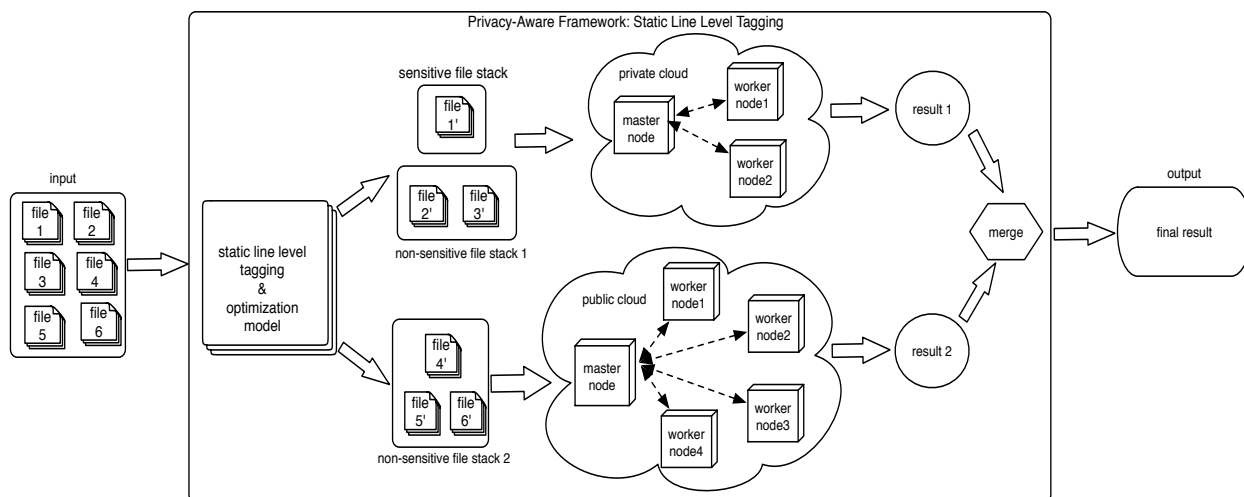 Privacy-Aware Framework: Static Line Level Tagging
input
file
1
file
2
file
3
file
4
file
5
file
6
static line level
tagging
&
optimization
model
sensitive file stack
file
1'
file
2'
file
3'
non-sensitive file stack 1
file
4'
file
5'
file
6'
non-sensitive file stack 2
private cloud
master
node
worker
node1
worker
node2
public cloud
master
node
worker
node1
worker
node2
worker
node3
worker
node4
result 1
result 2
merge
output
final result